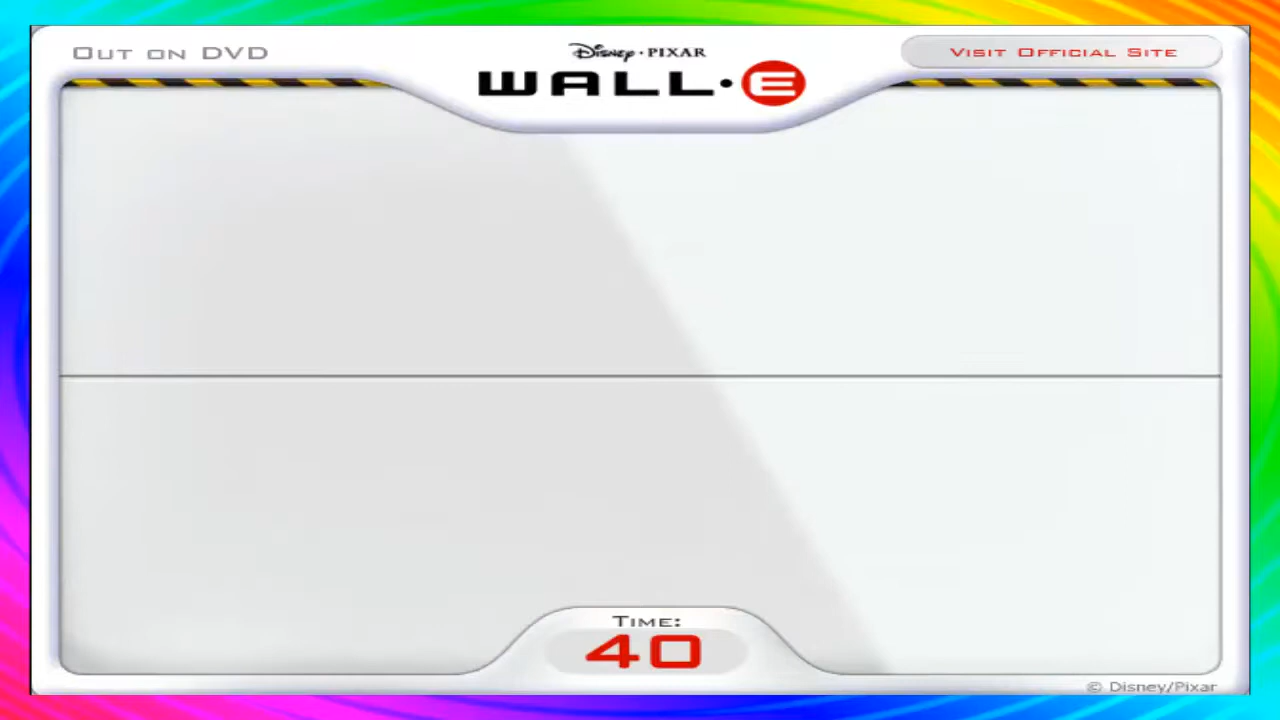 Out on DVD
Disney · PIXAR
WALL·E
Visit Official Site
Time:
40
© Disney/Pixar